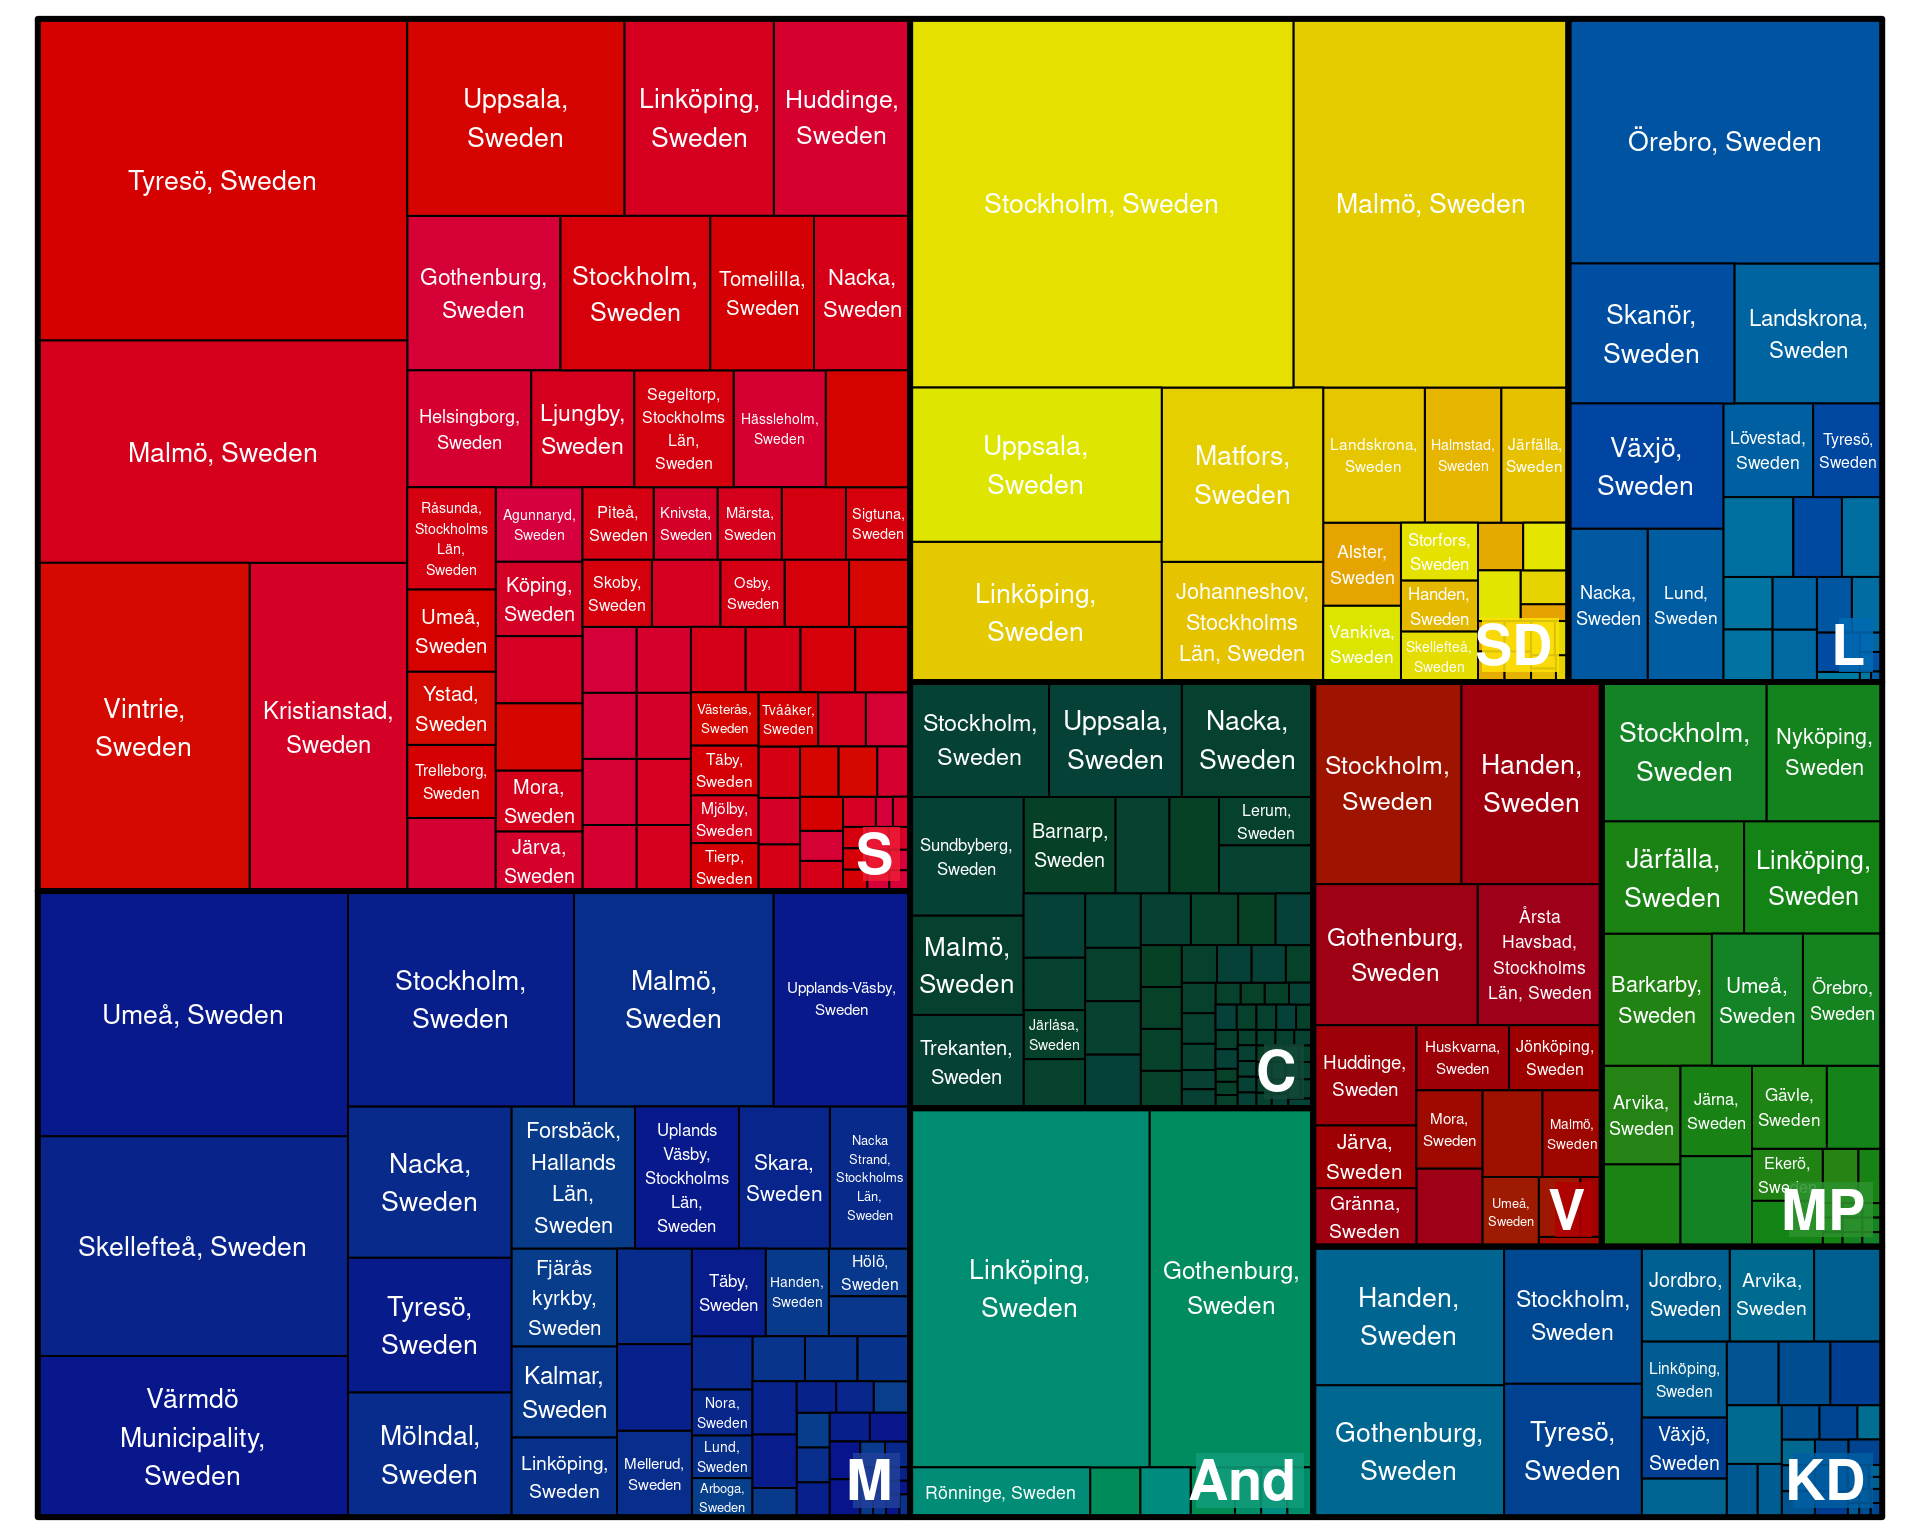 Tyresö, Sweden
Malmö, Sweden
Vintrie,
Sweden
Kristianstad,
Sweden
Uppsala,
Sweden
Linköping,
Sweden
Huddinge,
Sweden
Gothenburg,
Sweden
Stockholm,
Sweden
Tomelilla,
Sweden
Nacka,
Sweden
Helsingborg,
Sweden
Ljungby,
Sweden
Segeltorp,
Stockholms
Län,
Sweden
Hässleholm,
Sweden
Råsunda,
Stockholms
Län,
Sweden
Agunnaryd,
Sweden
Piteå,
Sweden
Knivsta,
Sweden
Märsta,
Sweden
Sigtuna,
Sweden
Umeå,
Sweden
Köping,
Sweden
Skoby,
Sweden
Osby,
Sweden
Ystad,
Sweden
Trelleborg,
Sweden
Mora,
Sweden
Järva,
Sweden
Västerås,
Sweden
Tvååker,
Sweden
Täby,
Sweden
Mjölby,
Sweden
Tierp,
Sweden
S
Stockholm, Sweden
Malmö, Sweden
Uppsala,
Sweden
Linköping,
Sweden
Matfors,
Sweden
Johanneshov,
Stockholms
Län, Sweden
Landskrona,
Sweden
Halmstad,
Sweden
Järfälla,
Sweden
Alster,
Sweden
Storfors,
Sweden
Handen,
Sweden
Vankiva,
Sweden
Skellefteå,
Sweden
SD
Örebro, Sweden
Skanör,
Sweden
Landskrona,
Sweden
Växjö,
Sweden
Lövestad,
Sweden
Tyresö,
Sweden
Nacka,
Sweden
Lund,
Sweden
L
Umeå, Sweden
Skellefteå, Sweden
Värmdö
Municipality,
Sweden
Stockholm,
Sweden
Malmö,
Sweden
Upplands-Väsby,
Sweden
Nacka,
Sweden
Tyresö,
Sweden
Mölndal,
Sweden
Forsbäck,
Hallands
Län,
Sweden
Uplands
Väsby,
Stockholms
Län,
Sweden
Skara,
Sweden
Nacka
Strand,
Stockholms
Län,
Sweden
Fjärås
kyrkby,
Sweden
Kalmar,
Sweden
Linköping,
Sweden
Mellerud,
Sweden
Täby,
Sweden
Handen,
Sweden
Hölö,
Sweden
Nora,
Sweden
Lund,
Sweden
Arboga,
Sweden
M
Stockholm,
Sweden
Uppsala,
Sweden
Nacka,
Sweden
Sundbyberg,
Sweden
Barnarp,
Sweden
Lerum,
Sweden
Malmö,
Sweden
Trekanten,
Sweden
Järlåsa,
Sweden
C
Linköping,
Sweden
Gothenburg,
Sweden
Rönninge, Sweden
And
Stockholm,
Sweden
Handen,
Sweden
Gothenburg,
Sweden
Årsta
Havsbad,
Stockholms
Län, Sweden
Huddinge,
Sweden
Huskvarna,
Sweden
Jönköping,
Sweden
Järva,
Sweden
Gränna,
Sweden
Mora,
Sweden
Malmö,
Sweden
Umeå,
Sweden
V
Stockholm,
Sweden
Nyköping,
Sweden
Järfälla,
Sweden
Linköping,
Sweden
Barkarby,
Sweden
Umeå,
Sweden
Örebro,
Sweden
Arvika,
Sweden
Järna,
Sweden
Gävle,
Sweden
Ekerö,
Sweden
MP
Handen,
Sweden
Gothenburg,
Sweden
Stockholm,
Sweden
Tyresö,
Sweden
Jordbro,
Sweden
Arvika,
Sweden
Linköping,
Sweden
Växjö,
Sweden
KD